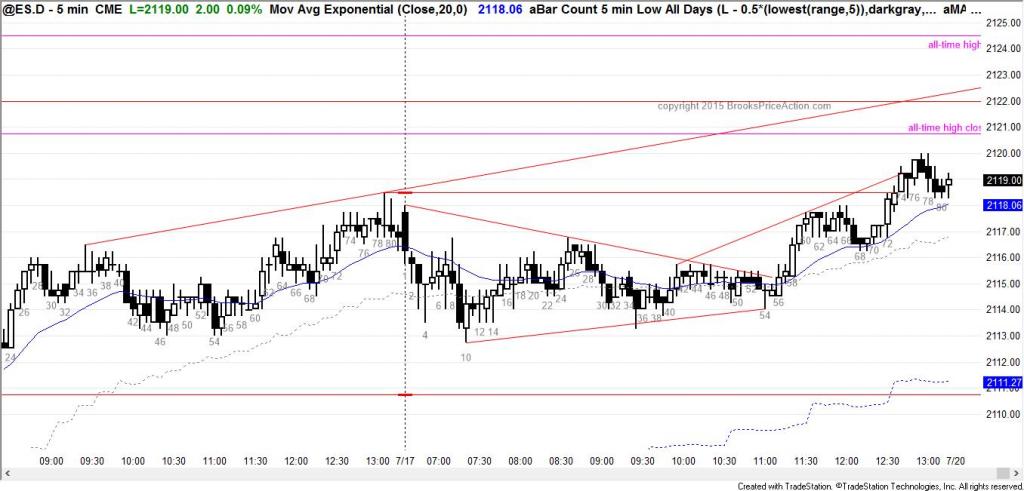 @ES.D - 5 min CME L=2119.00 2.00 0.09% Mov Avg Exponential (Close,20,0) 2118.06 aBar Count 5 min Low All Days (L - 0.5*(lowest(range,5)),darkgray,... aMA ...
2125.00
all-time high
2124.00
2123.00
copyright 2015 BrooksPriceAction.com
2122.00
all-time high clos
2121.00
2120.00
2119.00
2118.06
2117.00
2116.00
2115.00
2114.00
2113.00
2112.00
2111.27
2110.00
24 26 28 30 32 34 36 38 40 42 44 46 48 50 52 54 56 58 60 62 64 66 68 70 72 74 76 78 80
2 4 10 12 14 16 18 20 22 24 26 28 30 32 34 36 38 40 42 44 46 48 50 52 54 56 58 60 62 64 66 68 70 72 74 76 78 80
09:00 09:30 10:00 10:30 11:00 11:30 12:00 12:30 13:00 7/17 07:00 07:30 08:00 08:30 09:00 09:30 10:00 10:30 11:00 11:30 12:00 12:30 13:00 7/20
Created with TradeStation. ©TradeStation Technologies, Inc. All rights reserved.